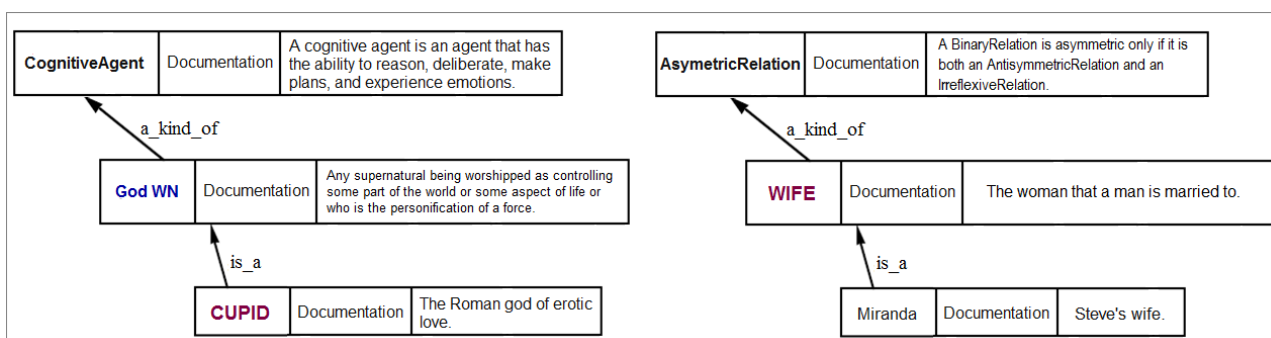 CognitiveAgent
Documentation
A cognitive agent is an agent that has
the ability to reason, deliberate, make
plans, and experience emotions.
a_kind_of
God WN
Documentation
Any supernatural being worshipped as controlling
some part of the world or some aspect of life or
who is the personification of a force.
is_a
CUPID
Documentation
The Roman god of erotic
love.
AsymetricRelation
Documentation
A BinaryRelation is asymmetric only if it is
both an AntisymmetricRelation and an
IrreflexiveRelation.
a_kind_of
WIFE
Documentation
The woman that a man is married to.
is_a
Miranda
Documentation
Steve's wife.